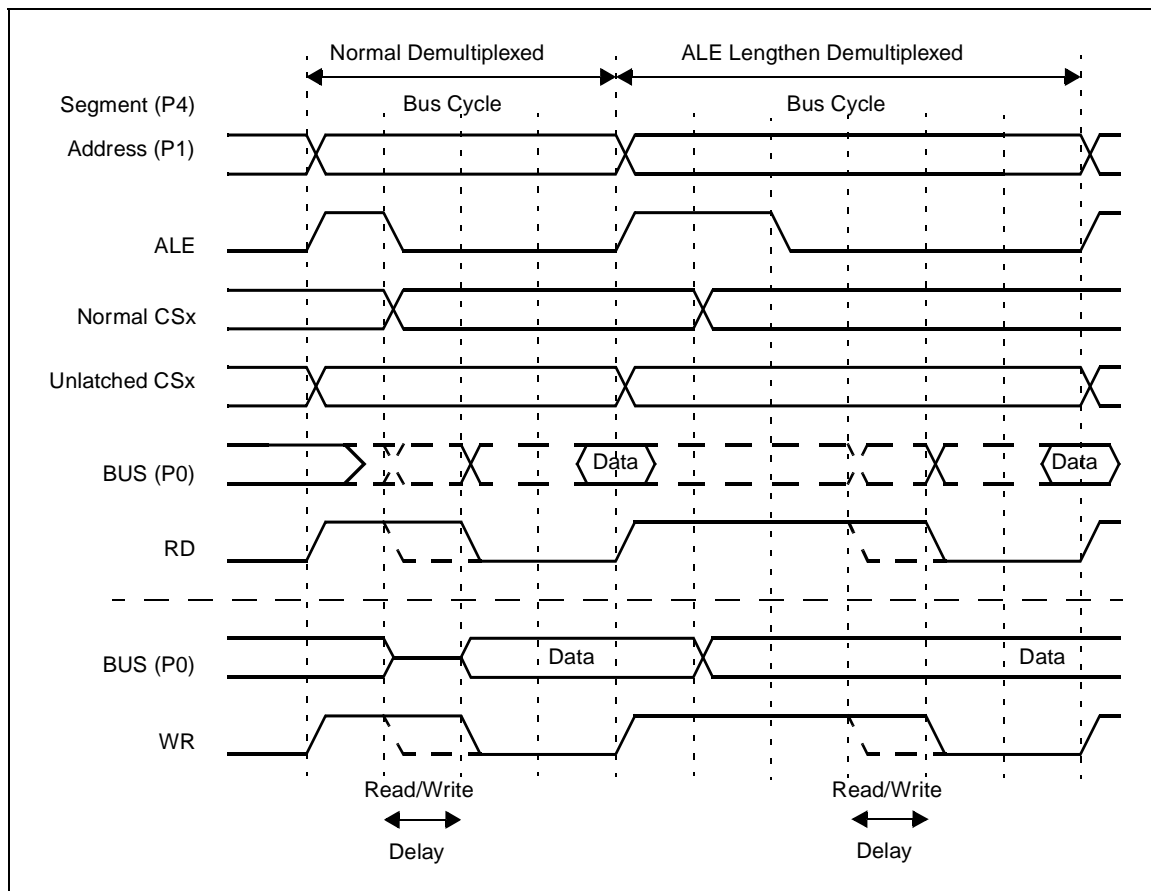 Normal Demultiplexed
ALE Lengthen Demultiplexed
Segment (P4)
Bus Cycle
Bus Cycle
Address (P1)
ALE
Normal CSx
Unlatched CSx
BUS (P0)
Data
Data
RD
BUS (P0)
Data
Data
WR
Read/Write
Read/Write
Delay
Delay